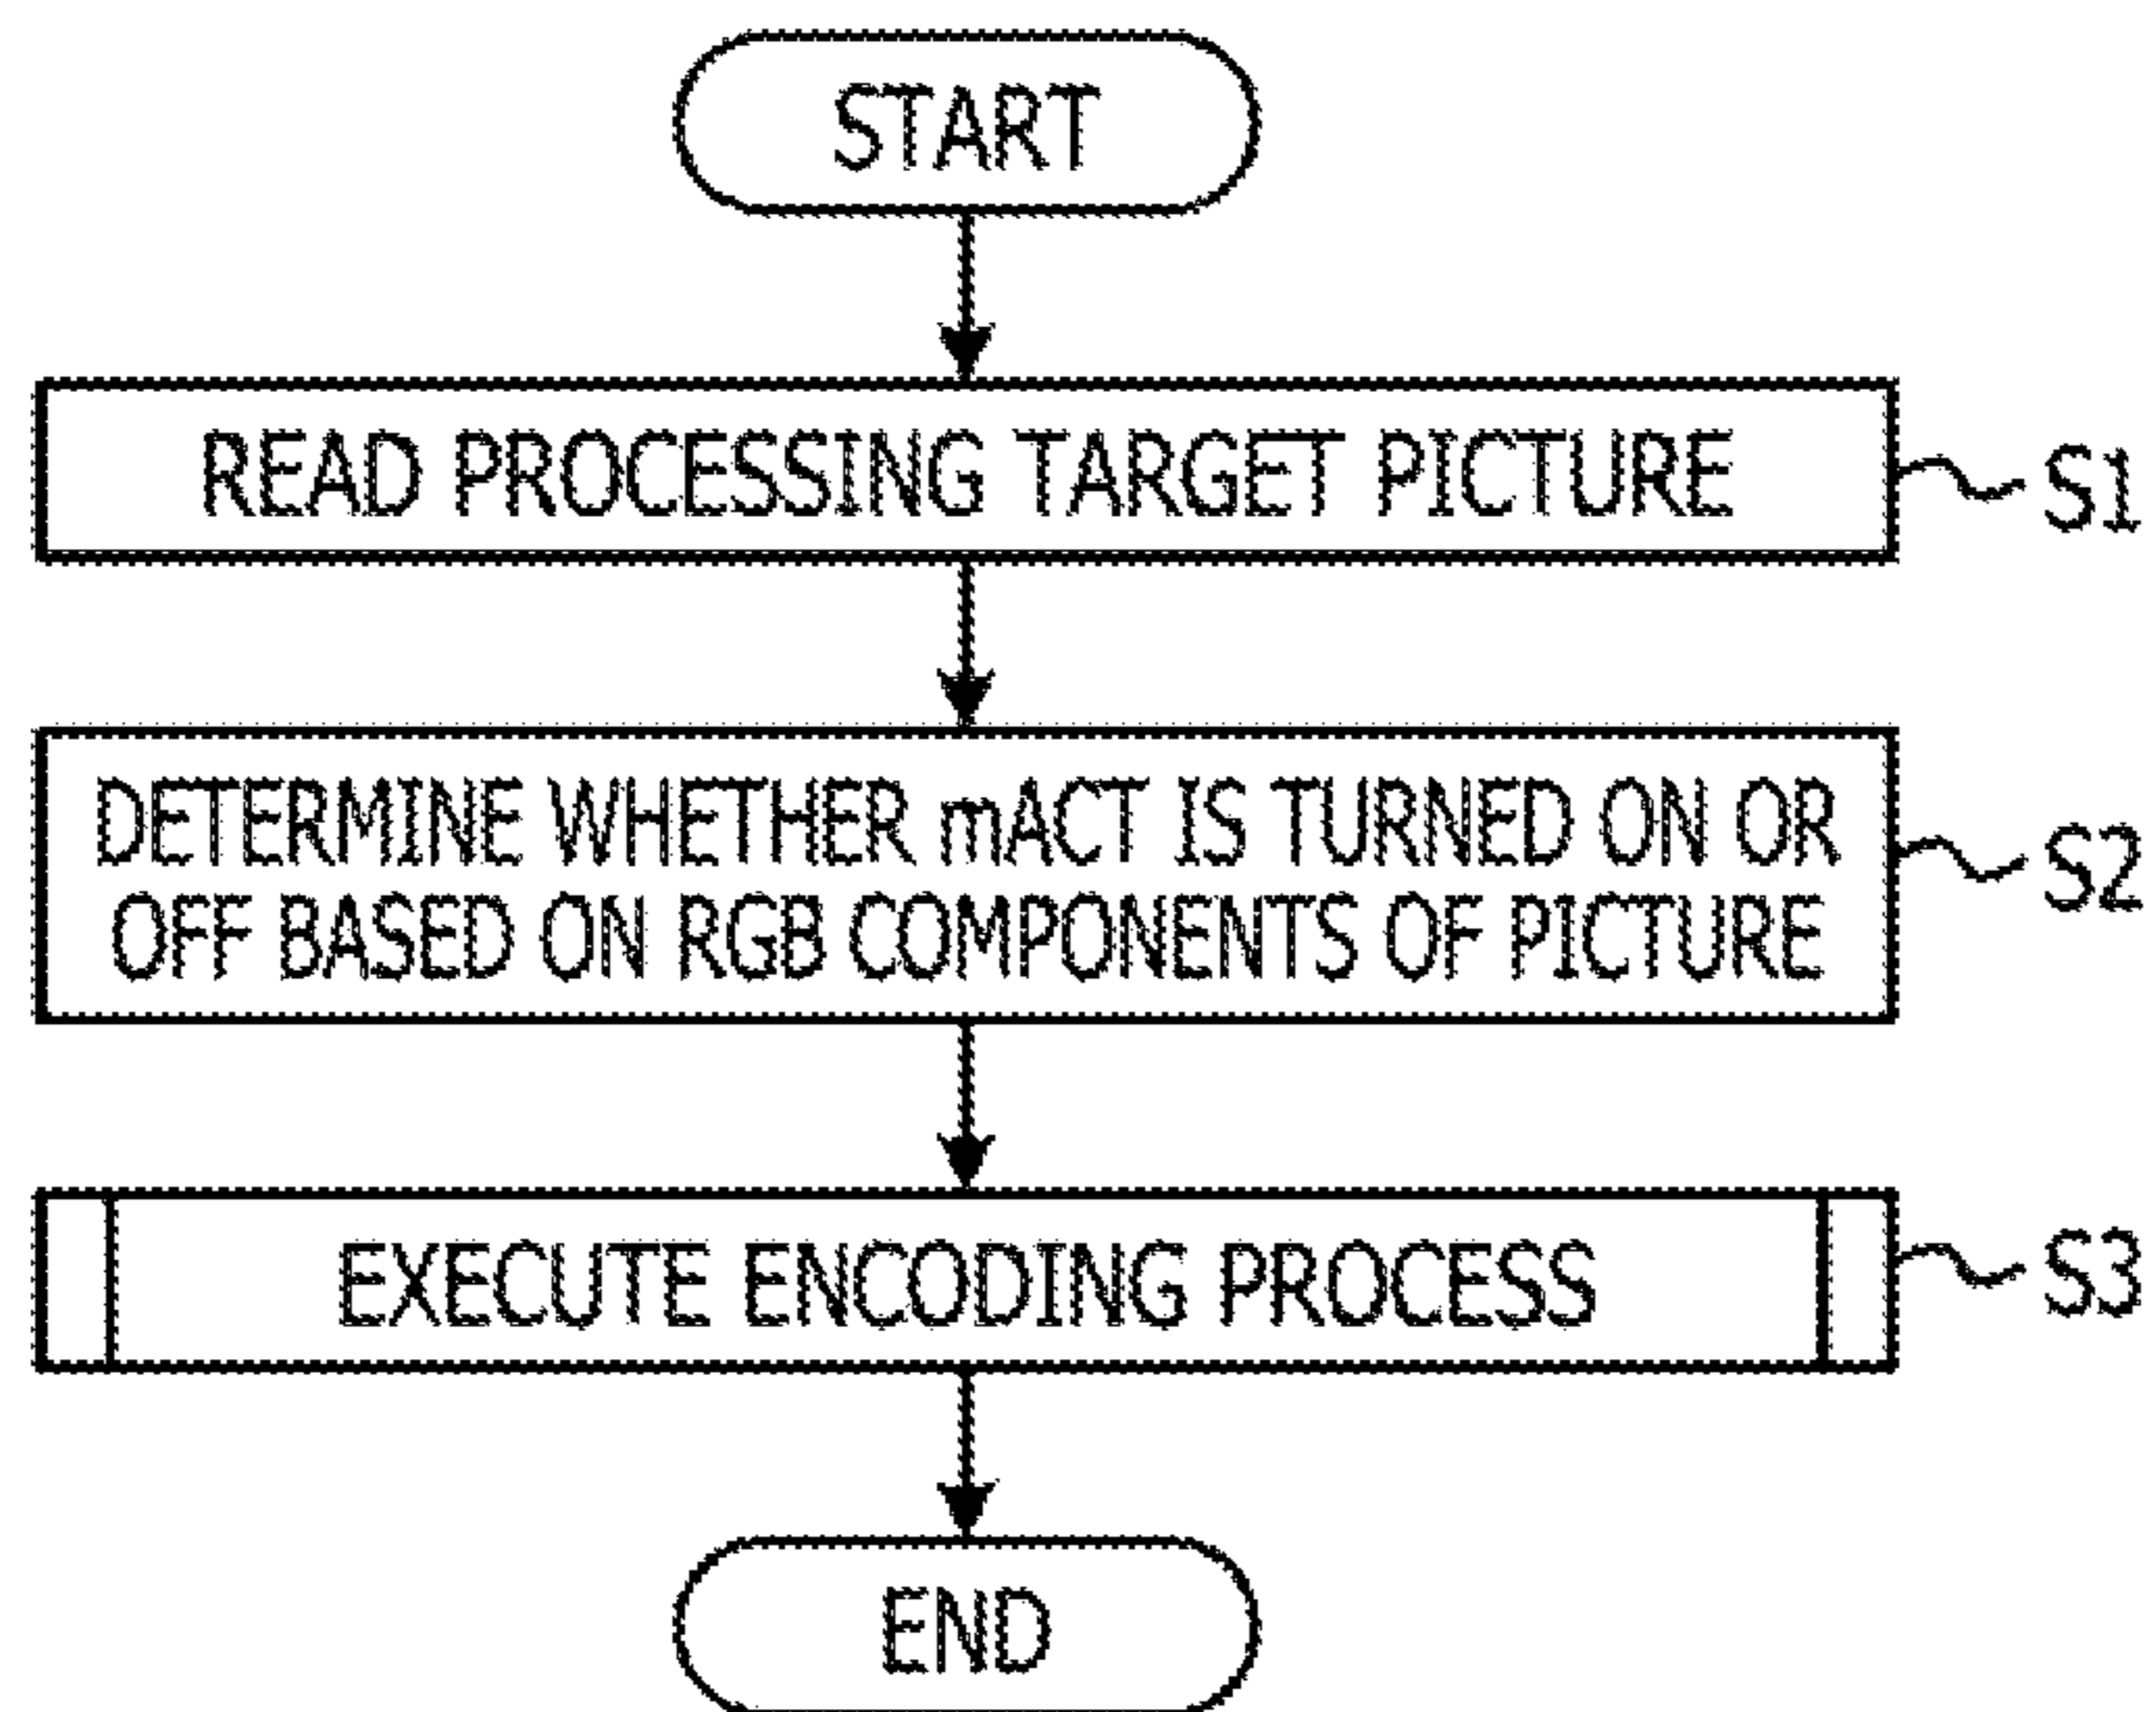 START
READ PROCESSING TARGET PICTURE
S1
DETERMINE WHETHER mACT IS TURNED ON OR
OFF BASED ON RGB COMPONENTS OF PICTURE
S2
EXECUTE ENCODING PROCESS
S3
END